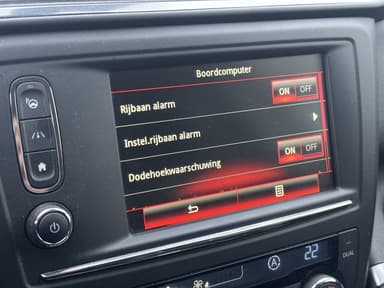 Boordcomputer
Rijbaan alarm ON OFF
Instel.rijbaan alarm
Dodehoekwaarschuwing ON OFF
A 22 DUAL